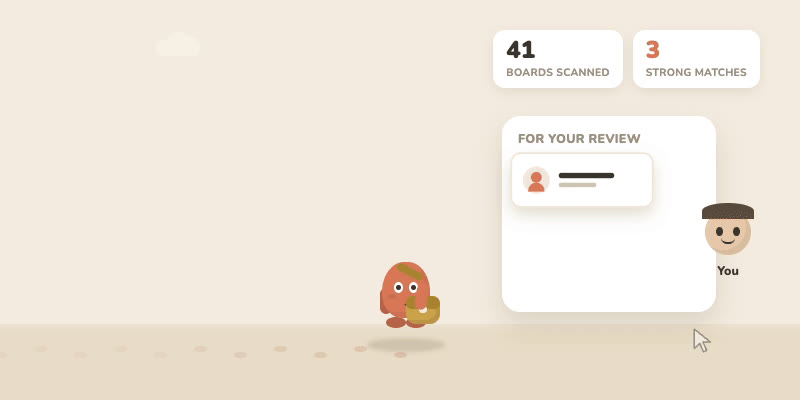 41
BOARDS SCANNED
3
STRONG MATCHES
FOR YOUR REVIEW
You